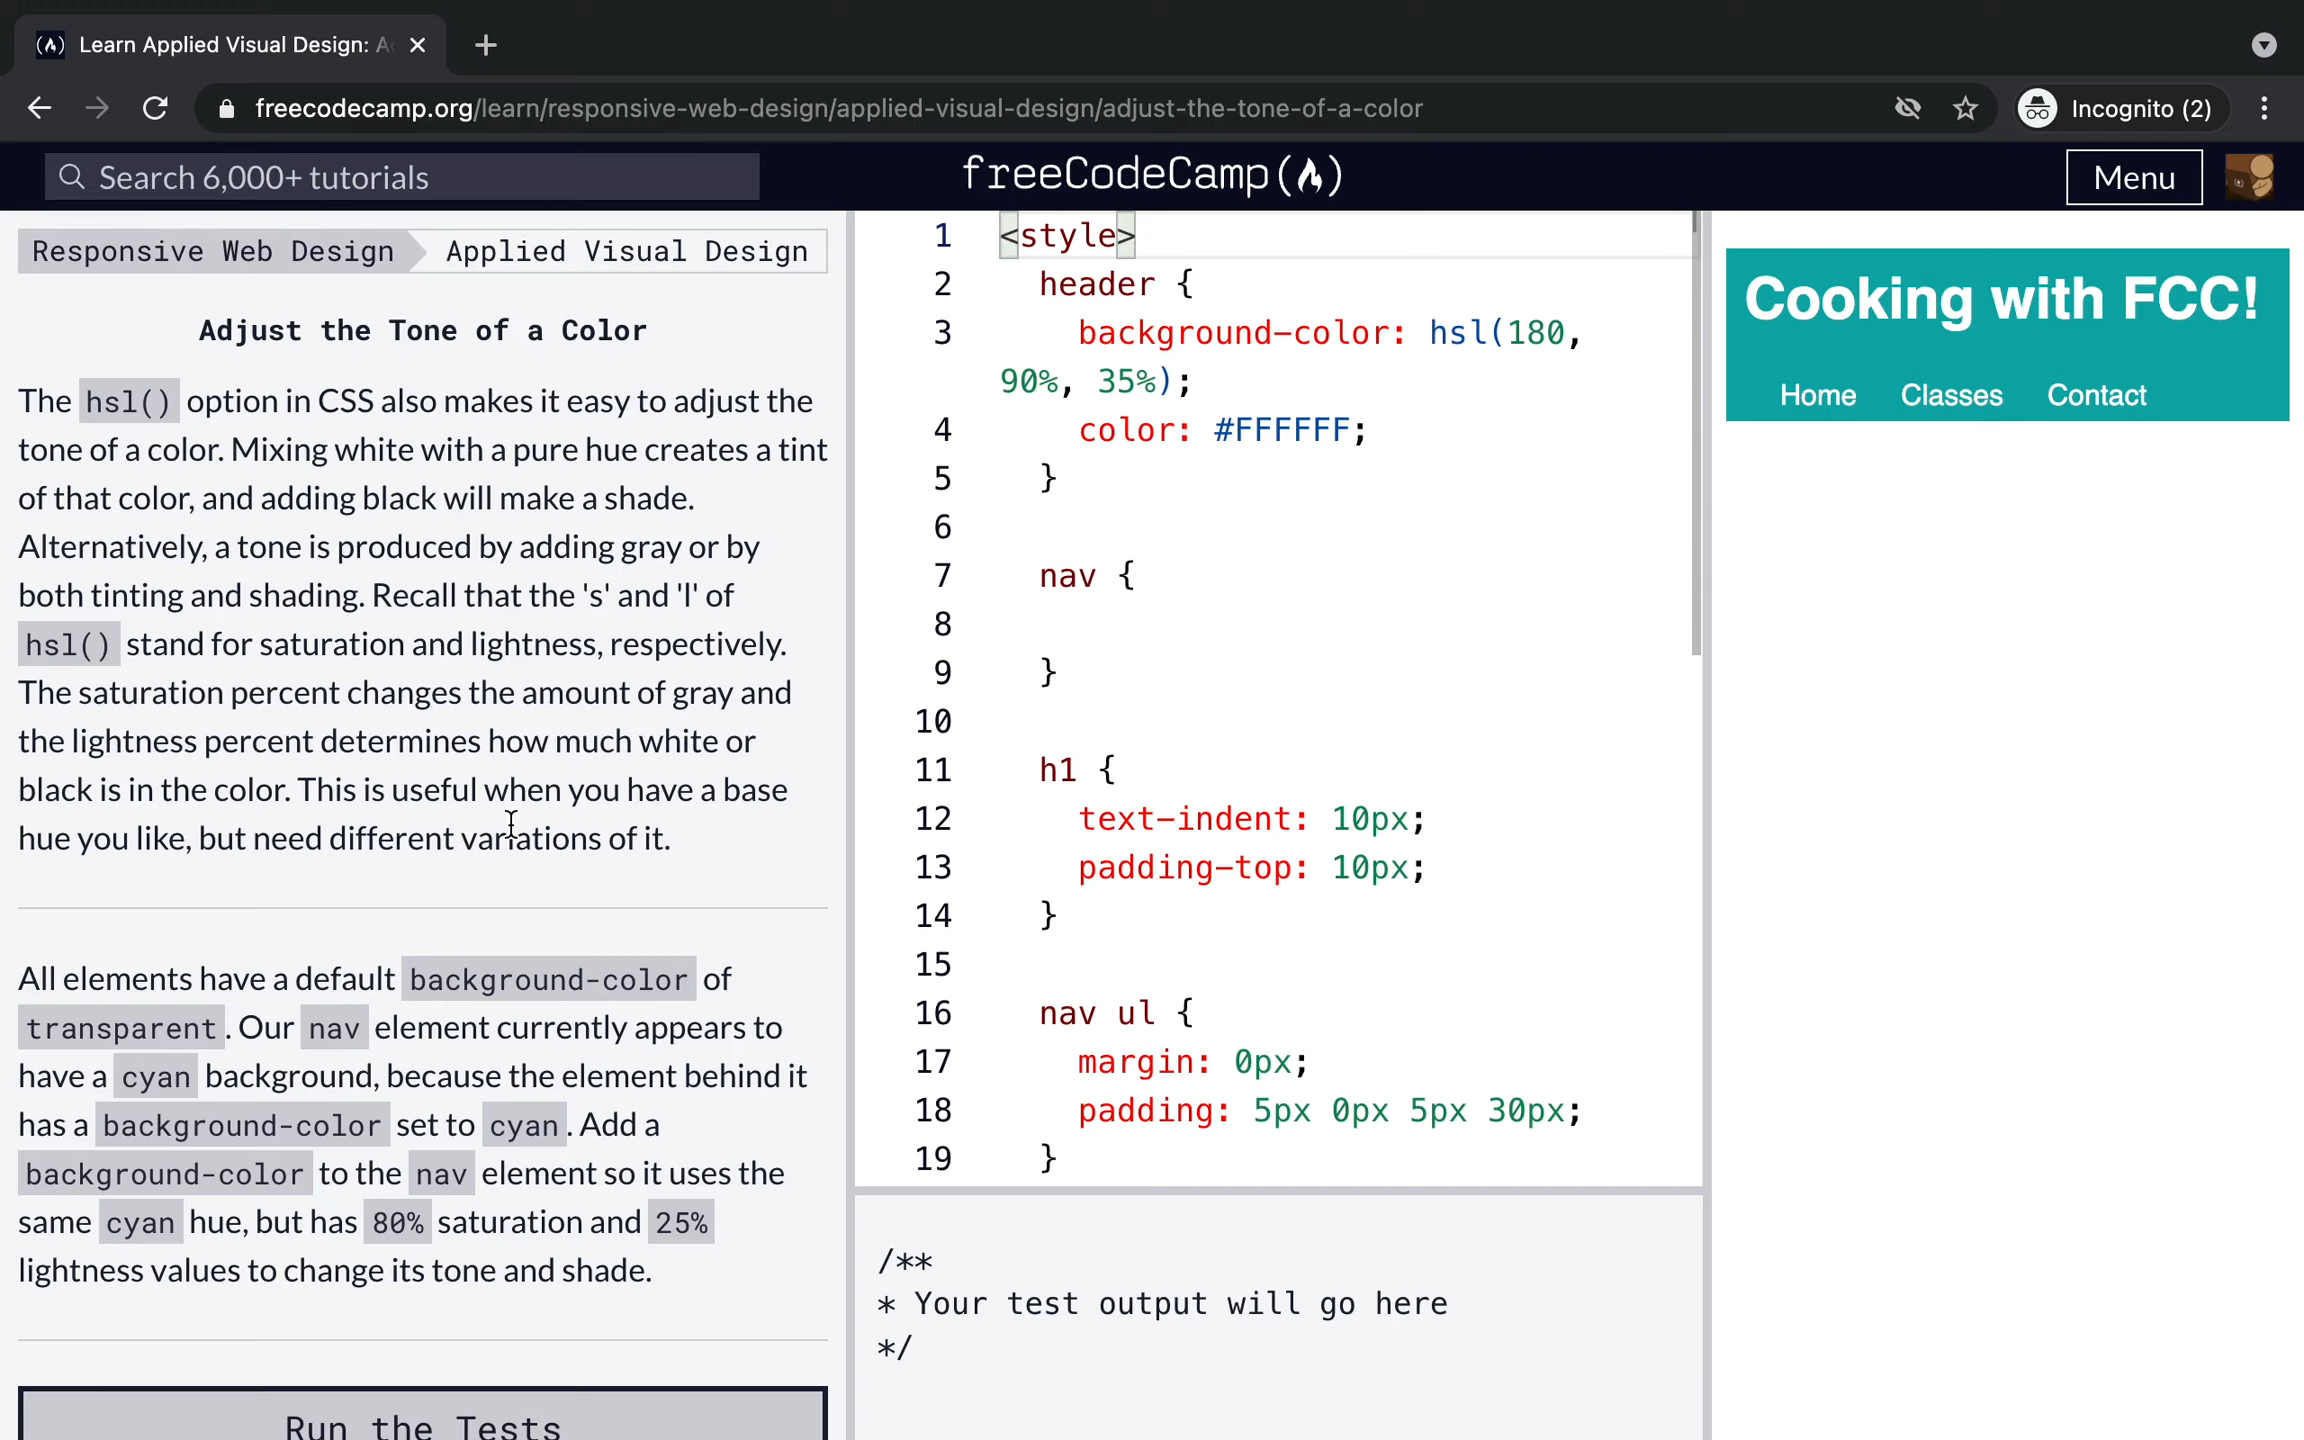 Learn Applied Visual Design: A
freecodecamp.org/learn/responsive-web-design/applied-visual-design/adjust-the-tone-of-a-color
Incognito (2)
Search 6,000+ tutorials
freeCodeCamp
Menu
Responsive Web Design
Applied Visual Design
Adjust the Tone of a Color
The hsl() option in CSS also makes it easy to adjust the
tone of a color. Mixing white with a pure hue creates a tint
of that color, and adding black will make a shade.
Alternatively, a tone is produced by adding gray or by
both tinting and shading. Recall that the 's' and 'l' of
hsl() stand for saturation and lightness, respectively.
The saturation percent changes the amount of gray and
the lightness percent determines how much white or
black is in the color. This is useful when you have a base
hue you like, but need different variations of it.
All elements have a default background-color of
transparent. Our nav element currently appears to
have a cyan background, because the element behind it
has a background-color set to cyan. Add a
background-color to the nav element so it uses the
same cyan hue, but has 80% saturation and 25%
lightness values to change its tone and shade.
Run the Tests
1 <style>
2 header {
3 background-color: hsl(180,
90%, 35%);
4 color: #FFFFFF;
5 }
6
7 nav {
8
9 }
10
11 h1 {
12 text-indent: 10px;
13 padding-top: 10px;
14 }
15
16 nav ul {
17 margin: 0px;
18 padding: 5px 0px 5px 30px;
19 }
/**
* Your test output will go here
*/
Cooking with FCC!
Home Classes Contact